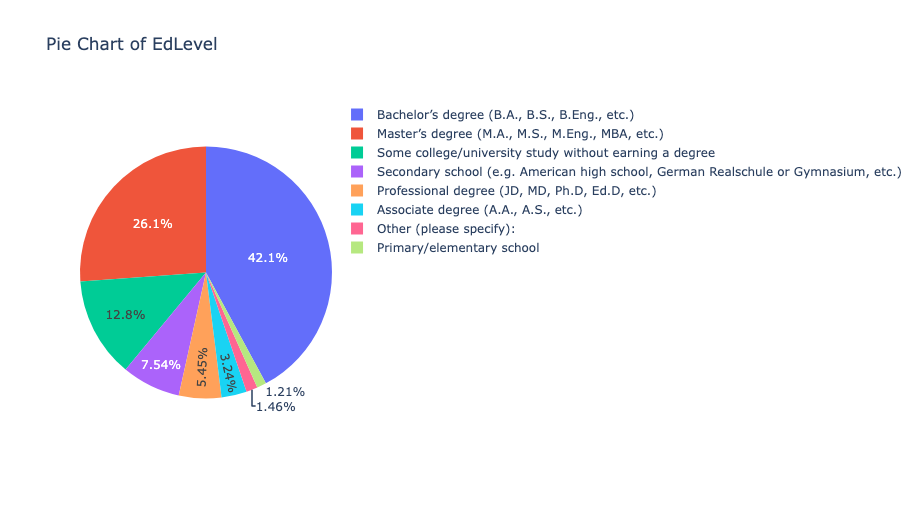 Pie Chart of EdLevel
Bachelor’s degree (B.A., B.S., B.Eng., etc.)
Master’s degree (M.A., M.S., M.Eng., MBA, etc.)
Some college/university study without earning a degree
Secondary school (e.g. American high school, German Realschule or Gymnasium, etc.)
Professional degree (JD, MD, Ph.D, Ed.D, etc.)
Associate degree (A.A., A.S., etc.)
Other (please specify):
Primary/elementary school
26.1%
42.1%
12.8%
7.54%
5.45%
3.24%
1.21%
1.46%